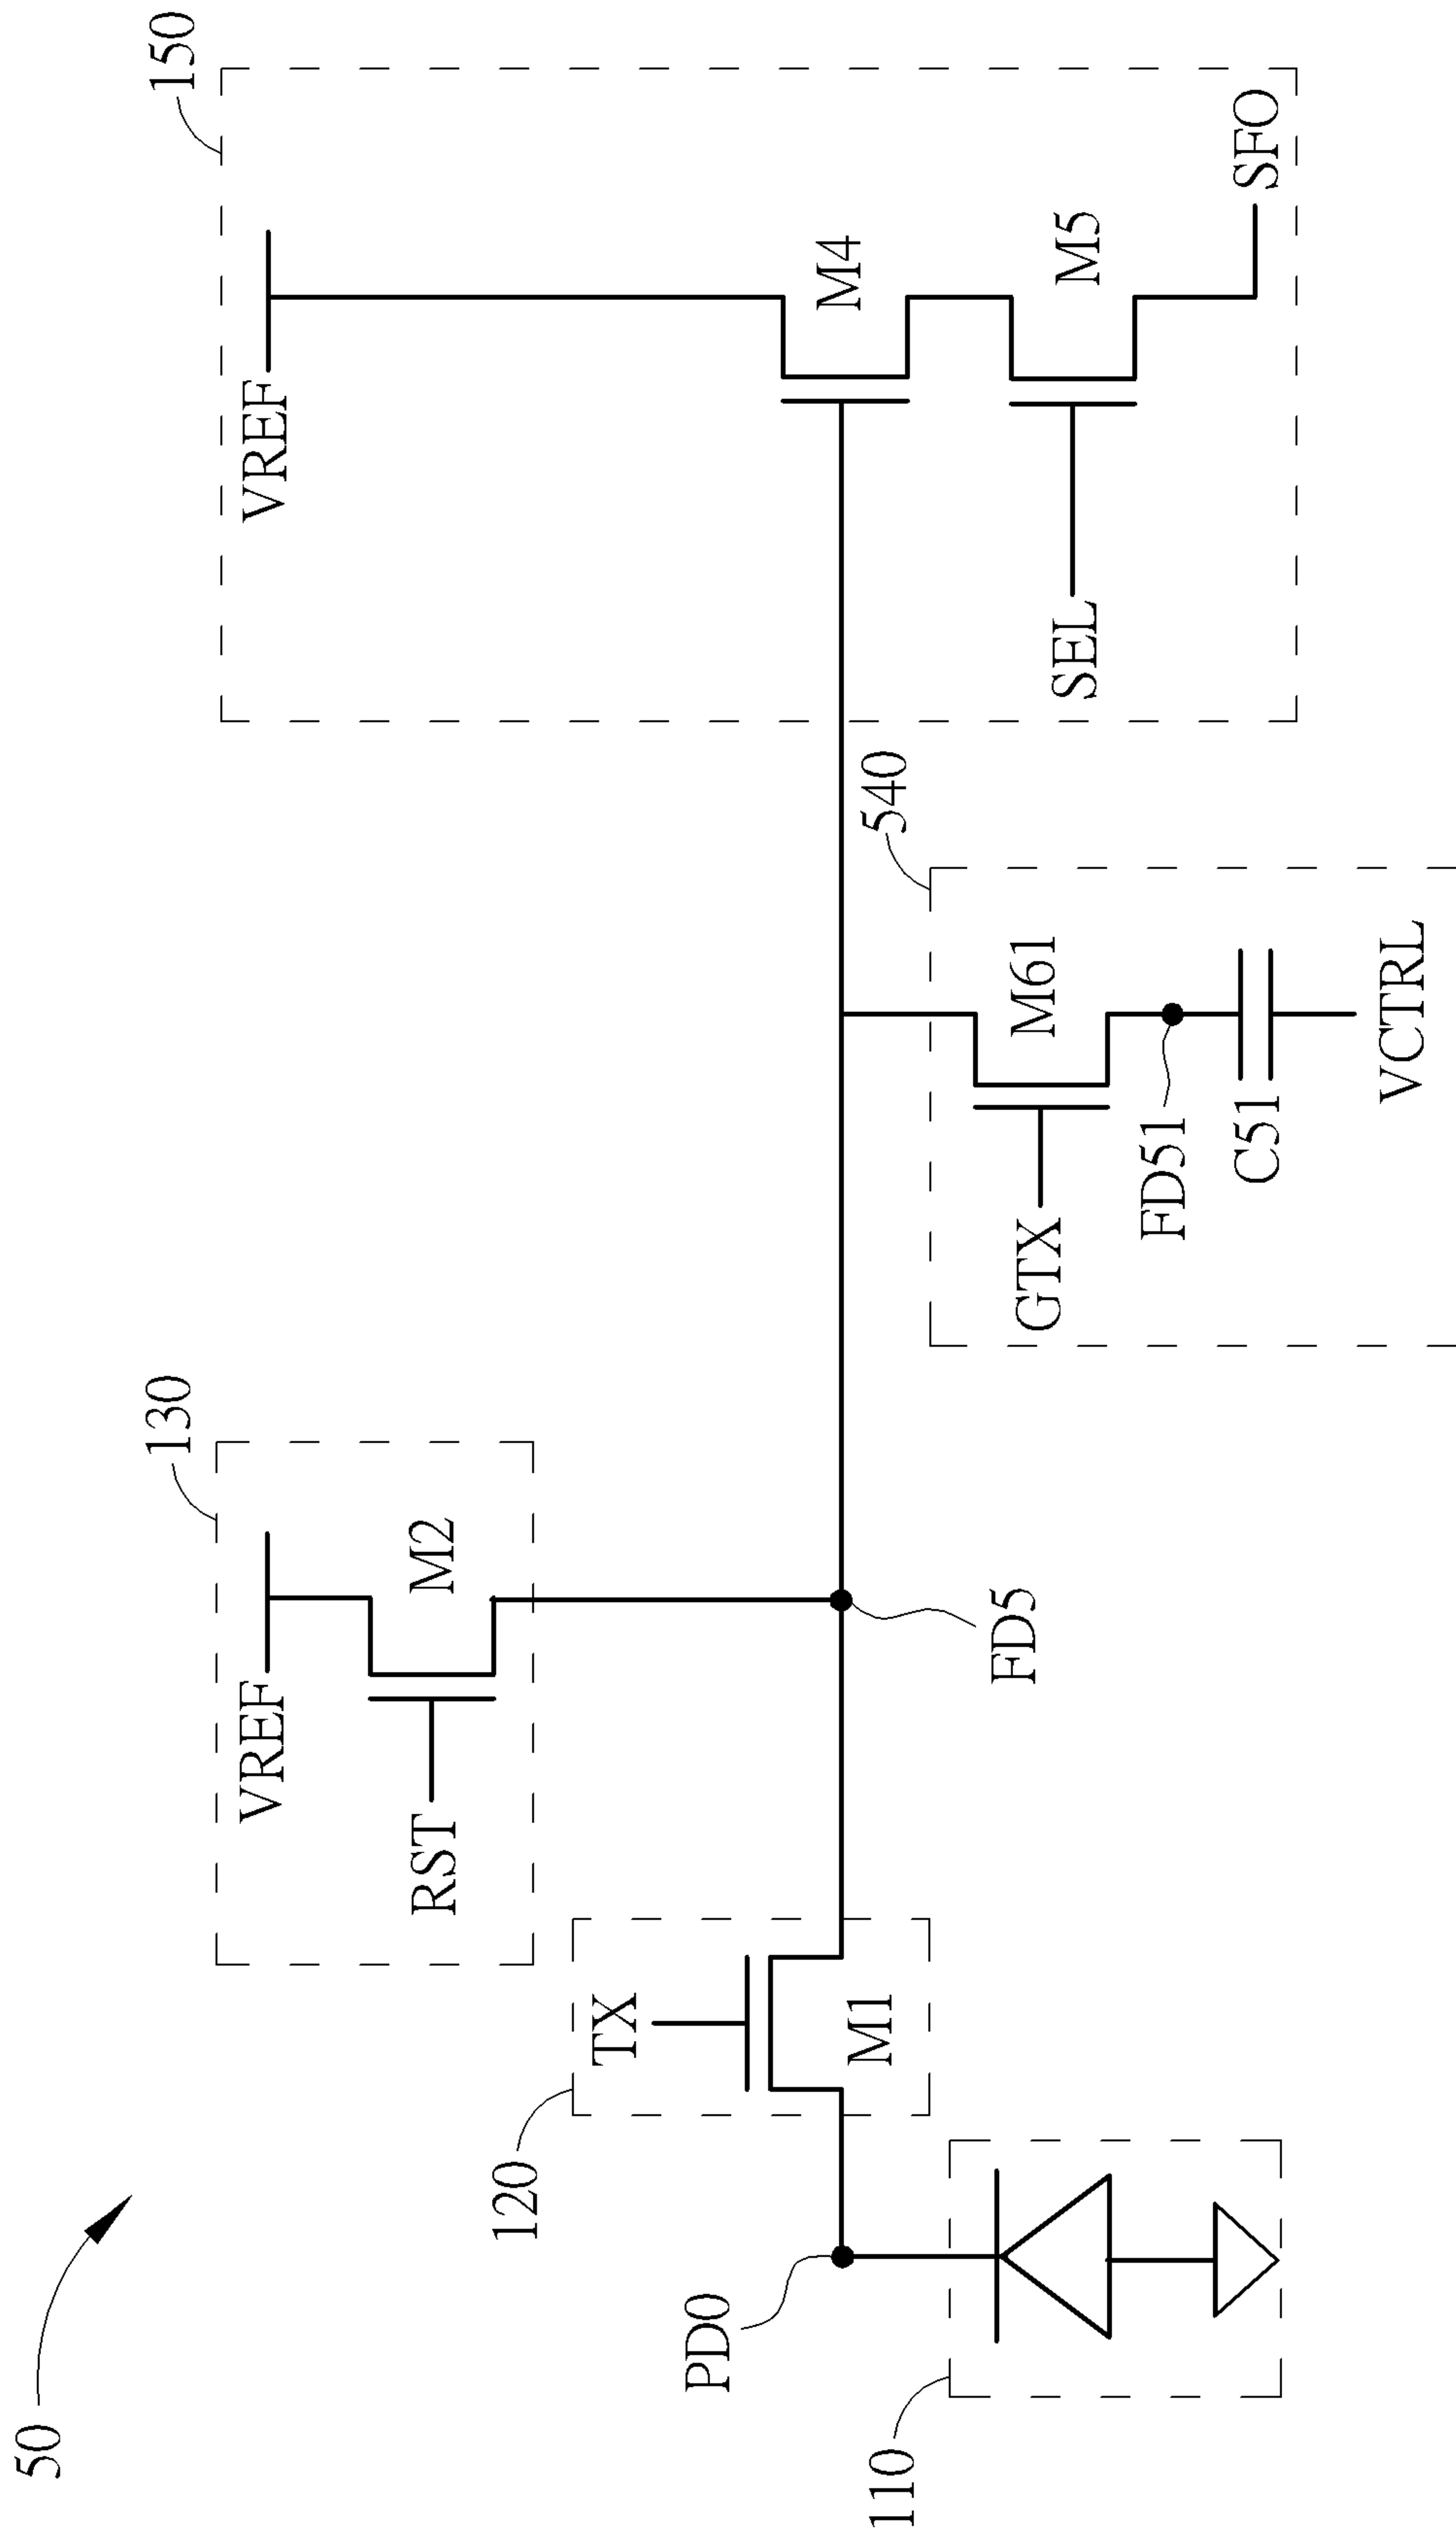 50
150
130
VREF
VREF
M2
RST
M4
M5
SEL
SFO
120
TX
M1
540
M61
GTX
FD51
C51
VCTRL
FD5
PD0
110